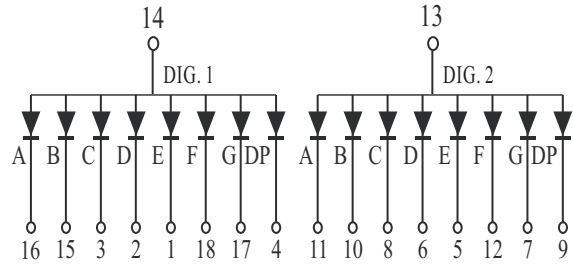 14 13
DIG. 1 DIG. 2
A B C D E F G DP A B C D E F G DP
16 15 3 2 1 18 17 4 11 10 8 6 5 12 7 9